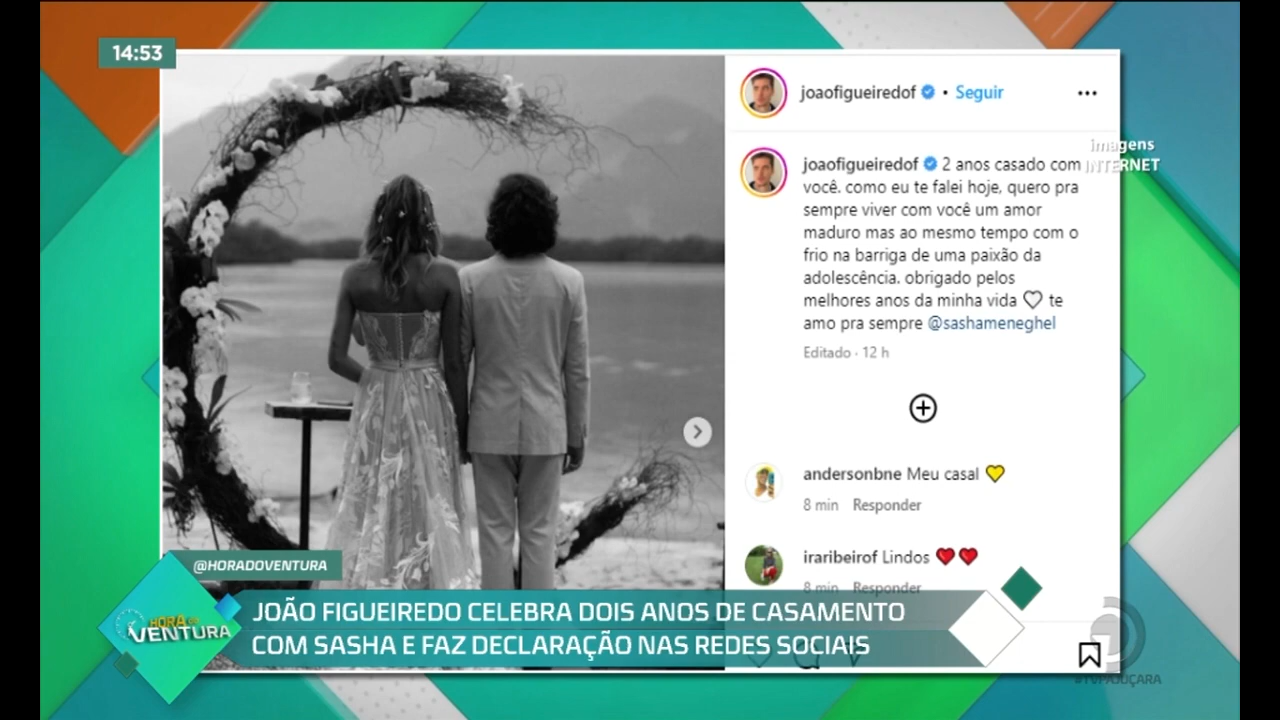 14:53
joaofigueiredof • Seguir
imagens
INTERNET
joaofigueiredof 2 anos casado com
você. como eu te falei hoje, quero pra
sempre viver com você um amor
maduro mas ao mesmo tempo com o
frio na barriga de uma paixão da
adolescência. obrigado pelos
melhores anos da minha vida ♡ te
amo pra sempre @sashameneghel
Editado · 12 h
andersonbne Meu casal 💛
8 min Responder
iraribeirof Lindos ❤️❤️
8 min Responder
@HORADOVENTURA
HORA DO
VENTURA
JOÃO FIGUEIREDO CELEBRA DOIS ANOS DE CASAMENTO
COM SASHA E FAZ DECLARAÇÃO NAS REDES SOCIAIS
#TVPAJUÇARA